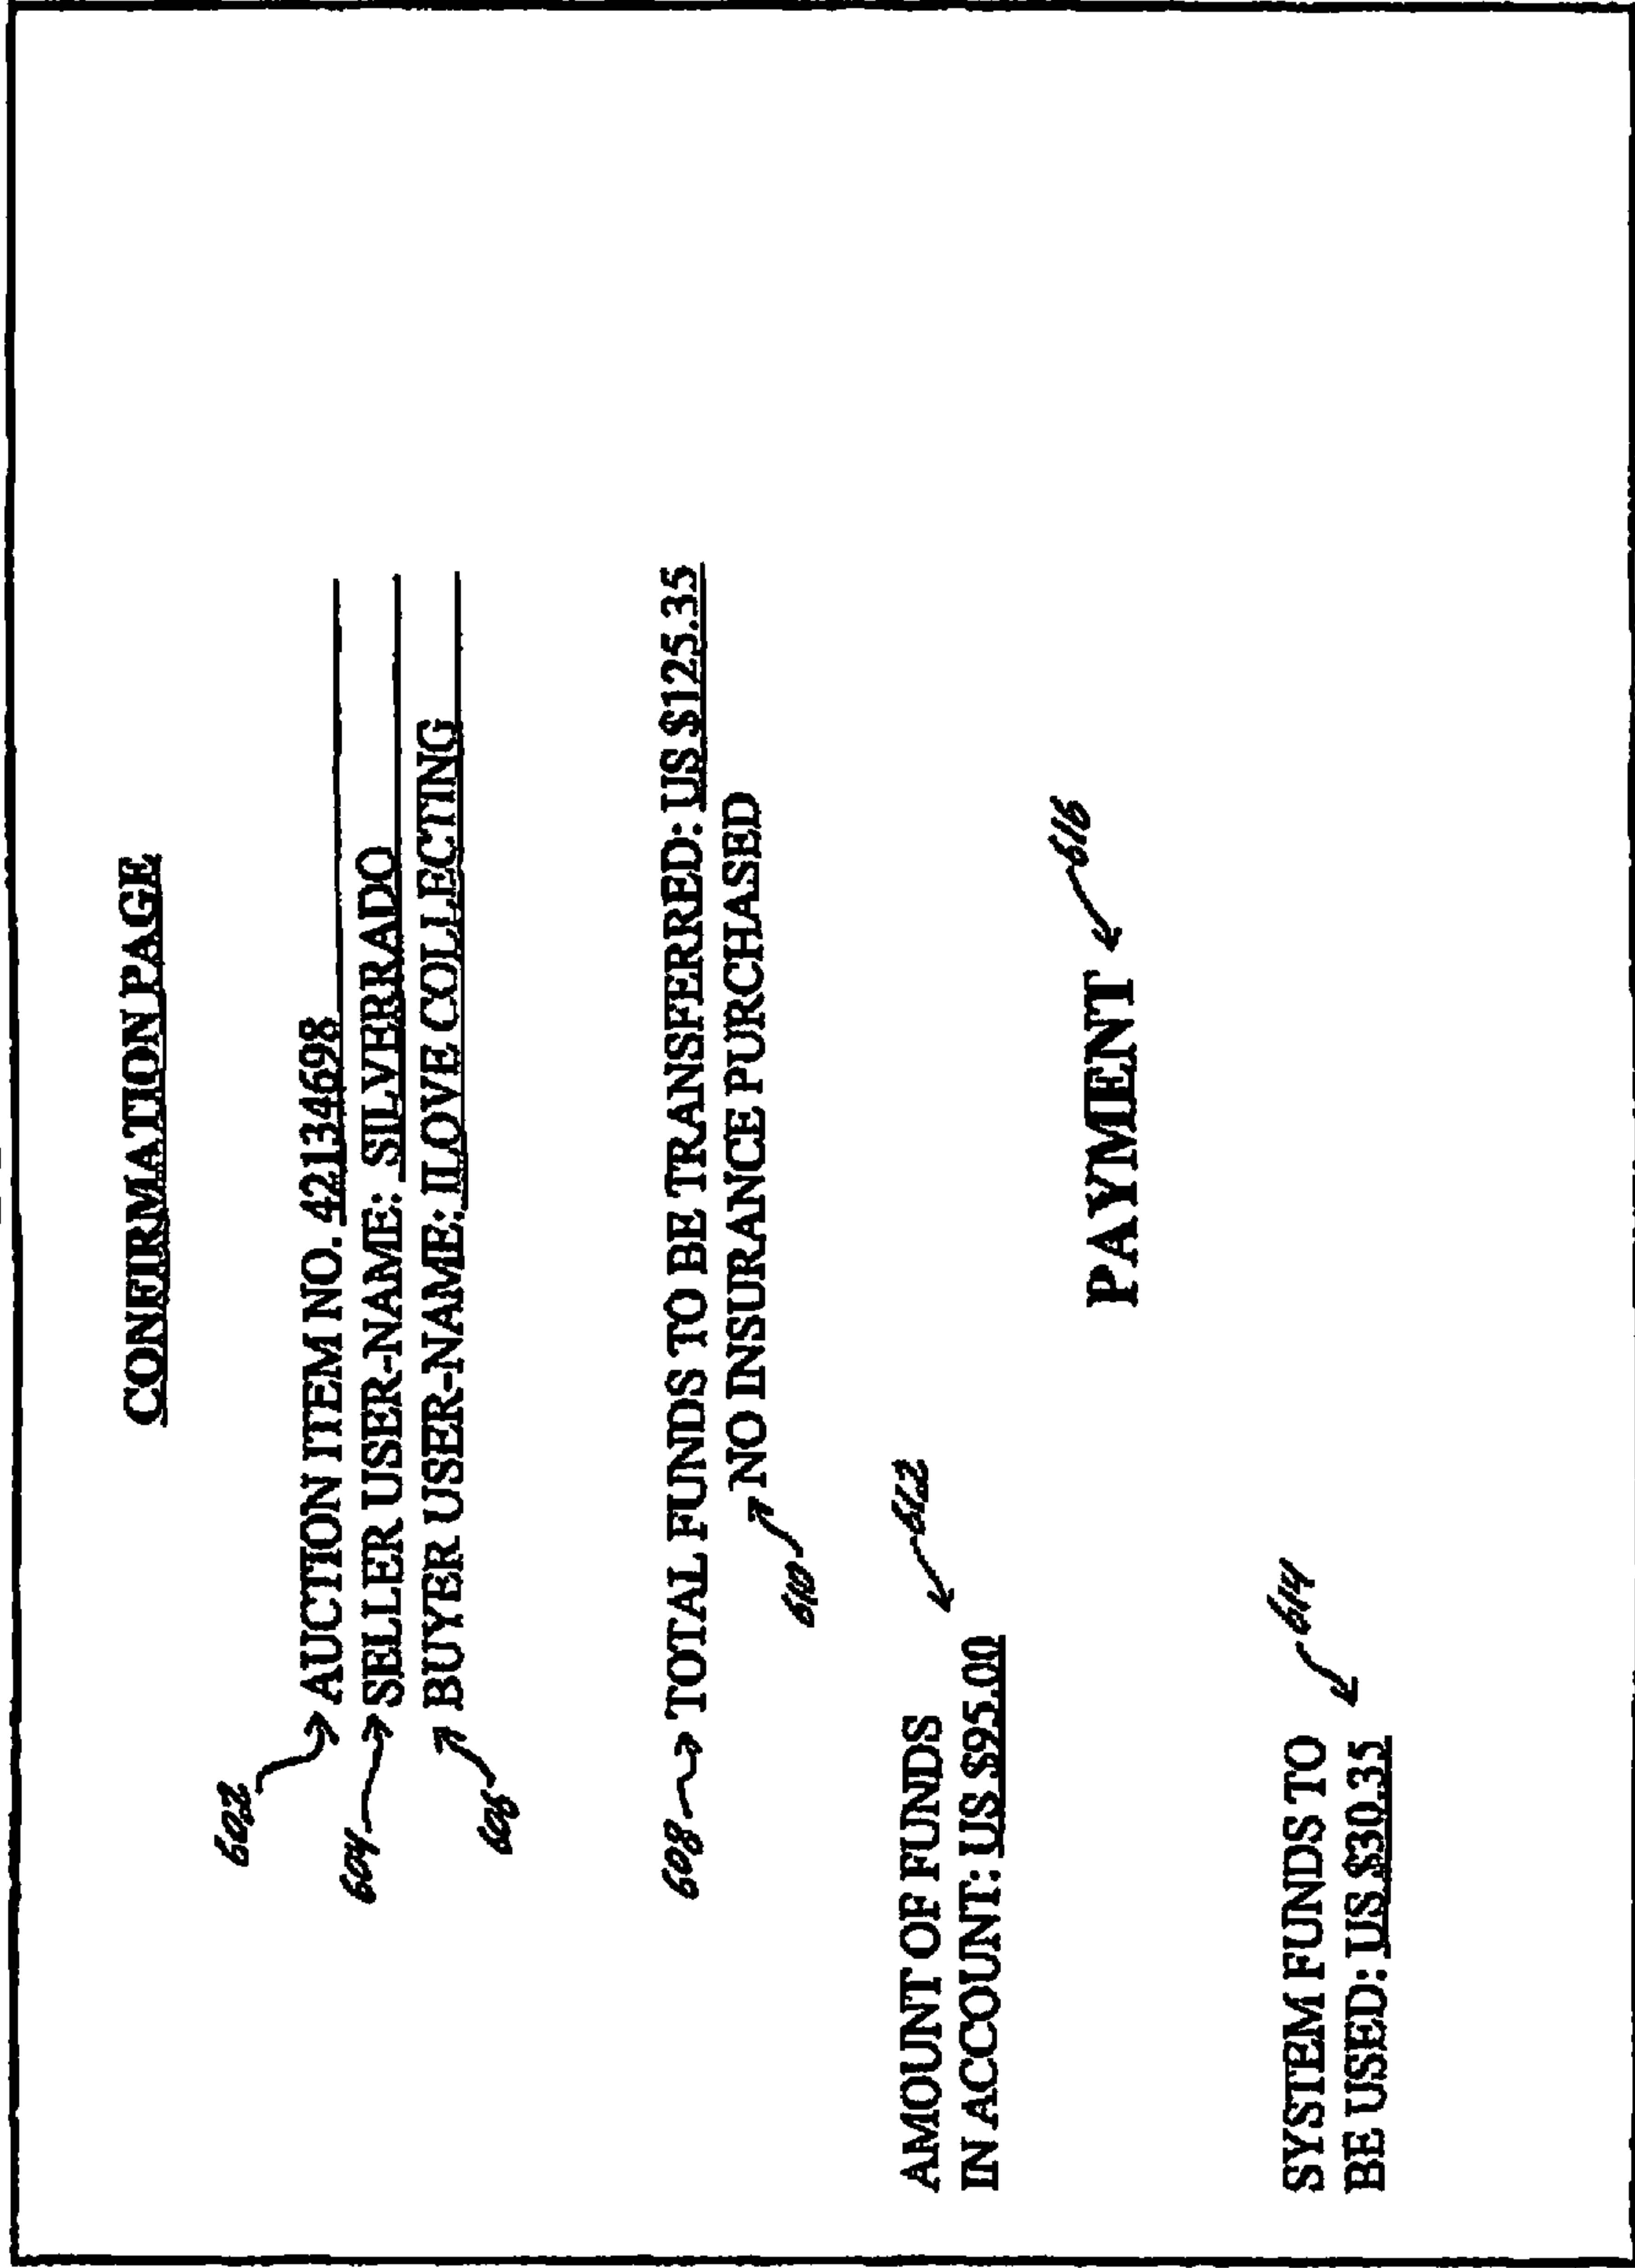 CONFIRMATION PAGE
602
AUCTION ITEM NO. 42134698
604
SELLER USER-NAME: SILVERRADO
606
BUYER USER-NAME: ILOVE COLLECTING
608
TOTAL FUNDS TO BE TRANSFERRED: US $125.35
610
NO INSURANCE PURCHASED
612
AMOUNT OF FUNDS
IN ACCOUNT: US $95.00
616
PAYMENT
614
SYSTEM FUNDS TO
BE USED: US $30.35